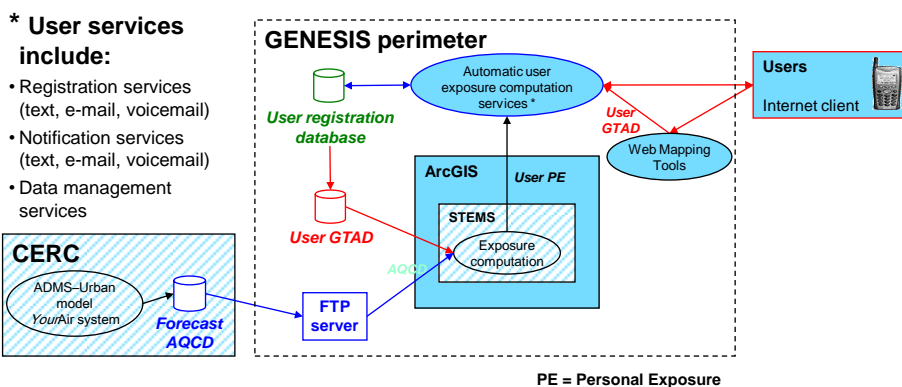 * User services
include:
• Registration services
(text, e-mail, voicemail)
• Notification services
(text, e-mail, voicemail)
• Data management
services
GENESIS perimeter
Automatic user
exposure computation
services *
User registration
database
User
GTAD
Users
Internet client
Web Mapping
Tools
ArcGIS
User PE
STEMS
Exposure
computation
User GTAD
AQCD
CERC
ADMS–Urban
model
YourAir system
Forecast
AQCD
FTP
server
PE = Personal Exposure